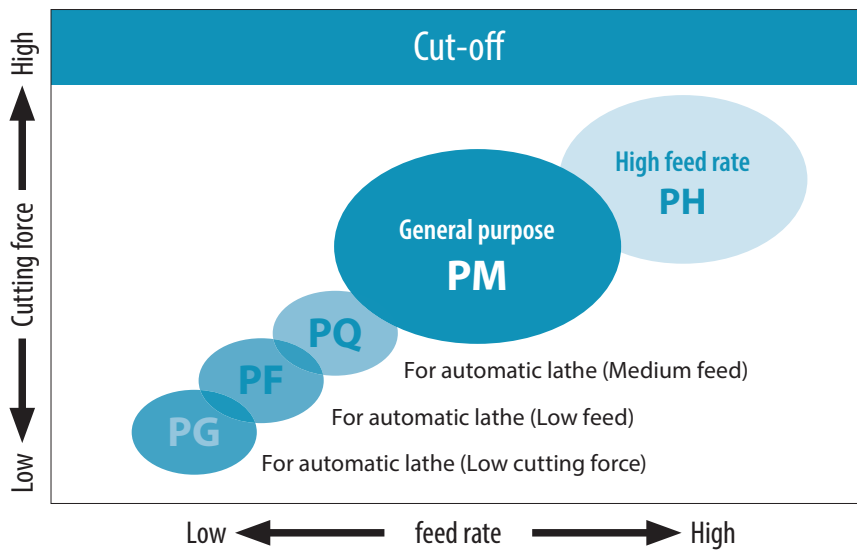 Cut-off
High
Cutting force
Low
High feed rate
PH
General purpose
PM
PQ
For automatic lathe (Medium feed)
PF
For automatic lathe (Low feed)
PG
For automatic lathe (Low cutting force)
Low
feed rate
High